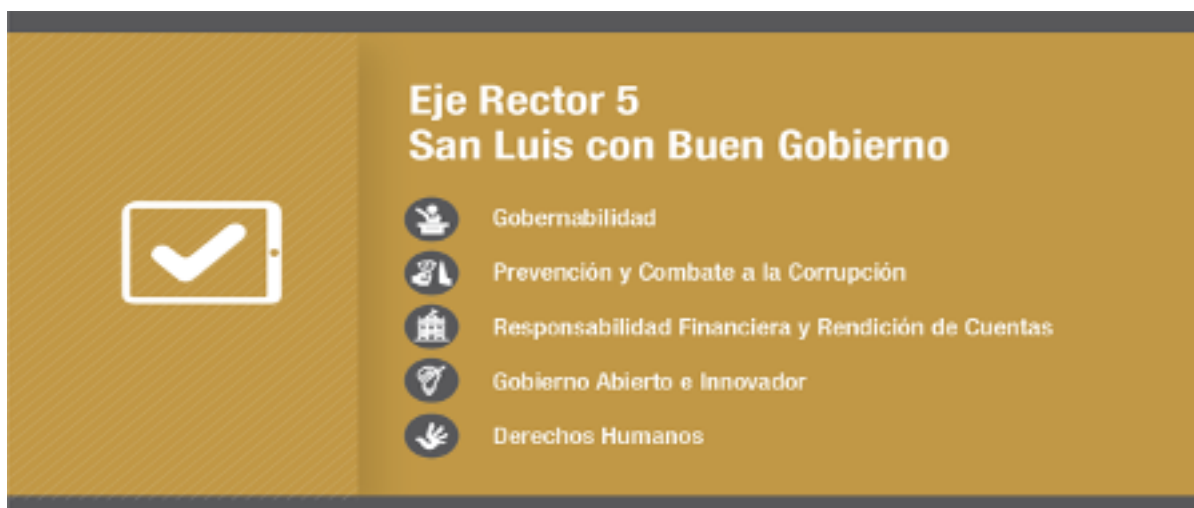 Eje Rector 5
San Luis con Buen Gobierno
Gobernabilidad
Prevención y Combate a la Corrupción
Responsabilidad Financiera y Rendición de Cuentas
Gobierno Abierto e Innovador
Derechos Humanos